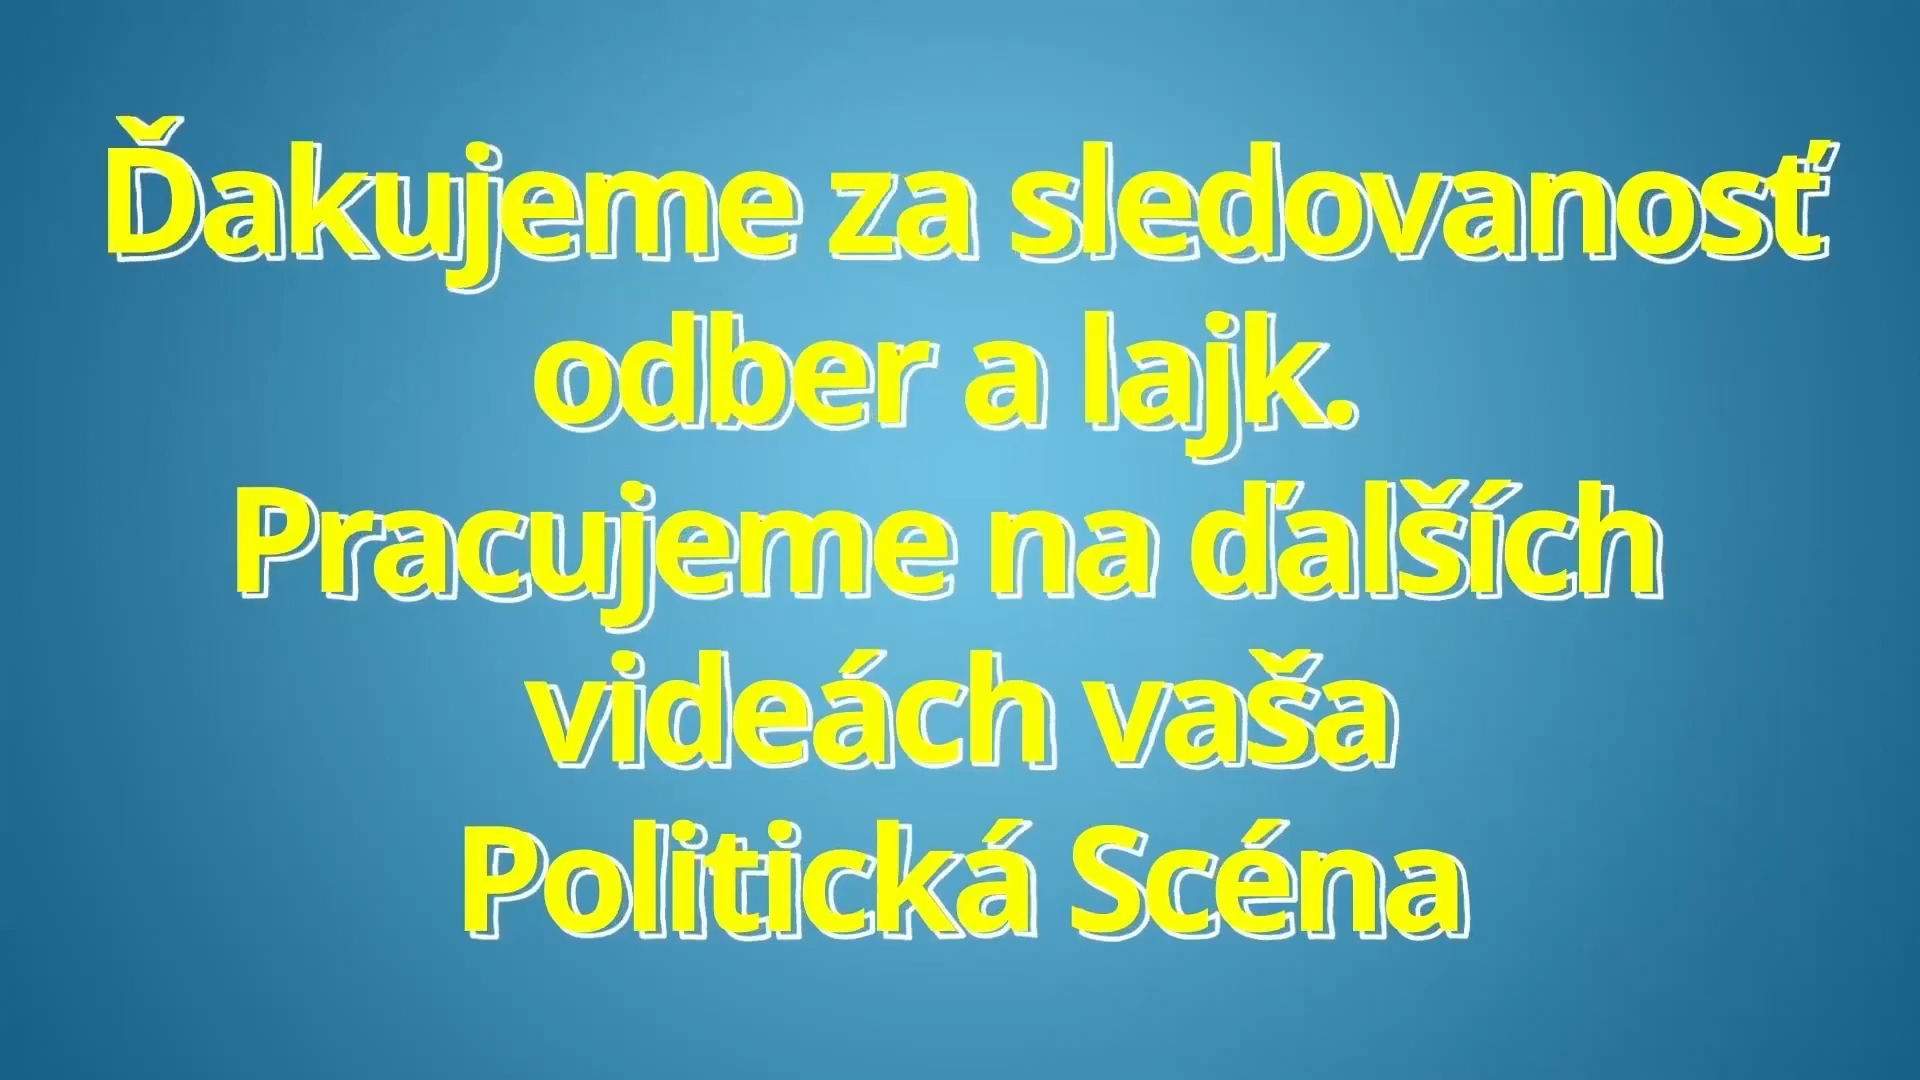 Ďakujeme za sledovanosť
odber a lajk.
Pracujeme na ďalších
videách vaša
Politická Scéna